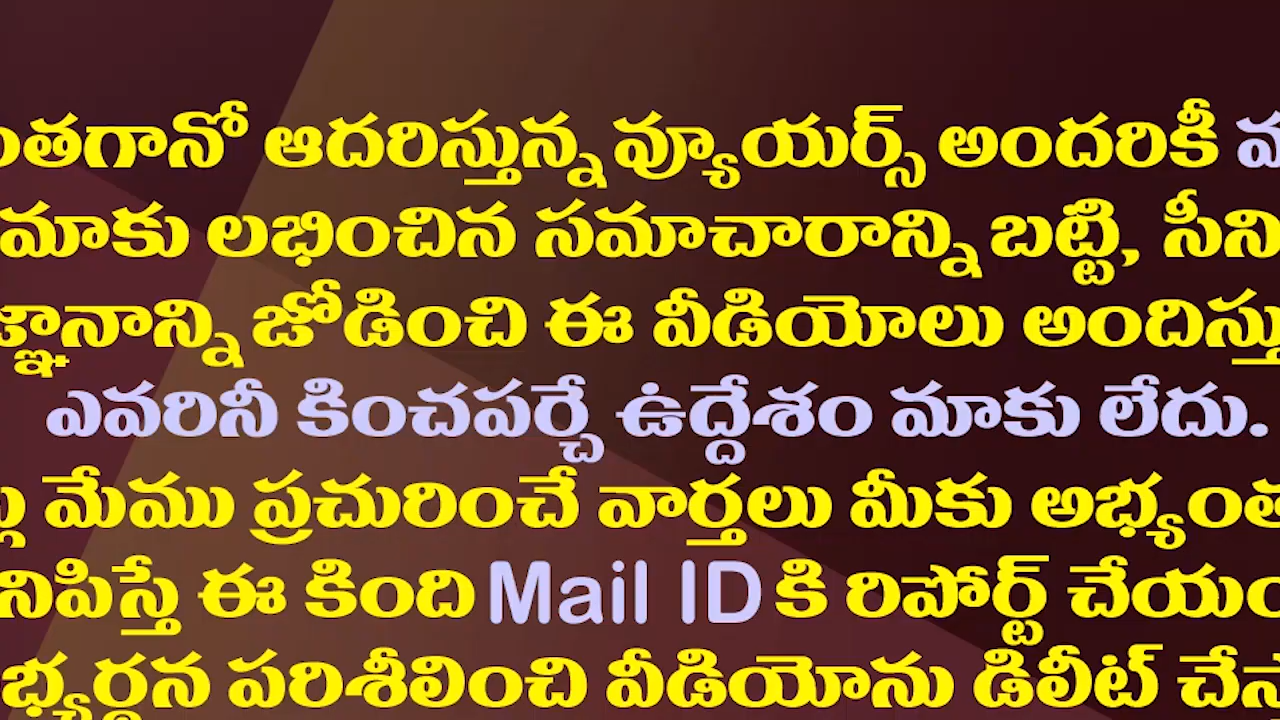 ంతగానో ఆదరిస్తున్న వ్యూయర్స్ అందరికీ
మాకు లభించిన సమాచారాన్ని బట్టి, సీని
జ్ఞానాన్ని జోడించి ఈ వీడియోలు అందిస్తు
ఎవరినీ కించపర్చే ఉద్దేశం మాకు లేదు.
మేము ప్రచురించే వార్తలు మీకు అభ్యంత
నిపిస్తే ఈ కింది Mail ID కి రిపోర్ట్ చేయం
భ్యర్థన పరిశీలించి వీడియోను డిలీట్ చేస